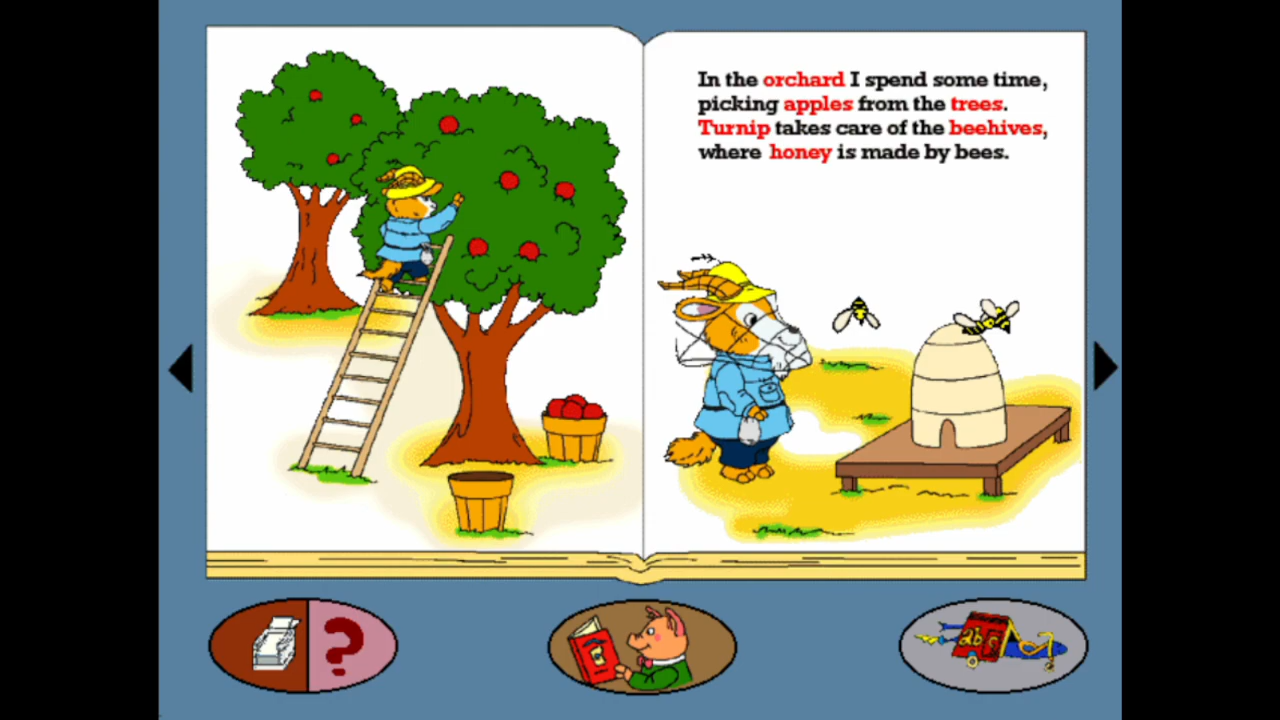 In the orchard I spend some time,
picking apples from the trees.
Turnip takes care of the beehives,
where honey is made by bees.
?
abc